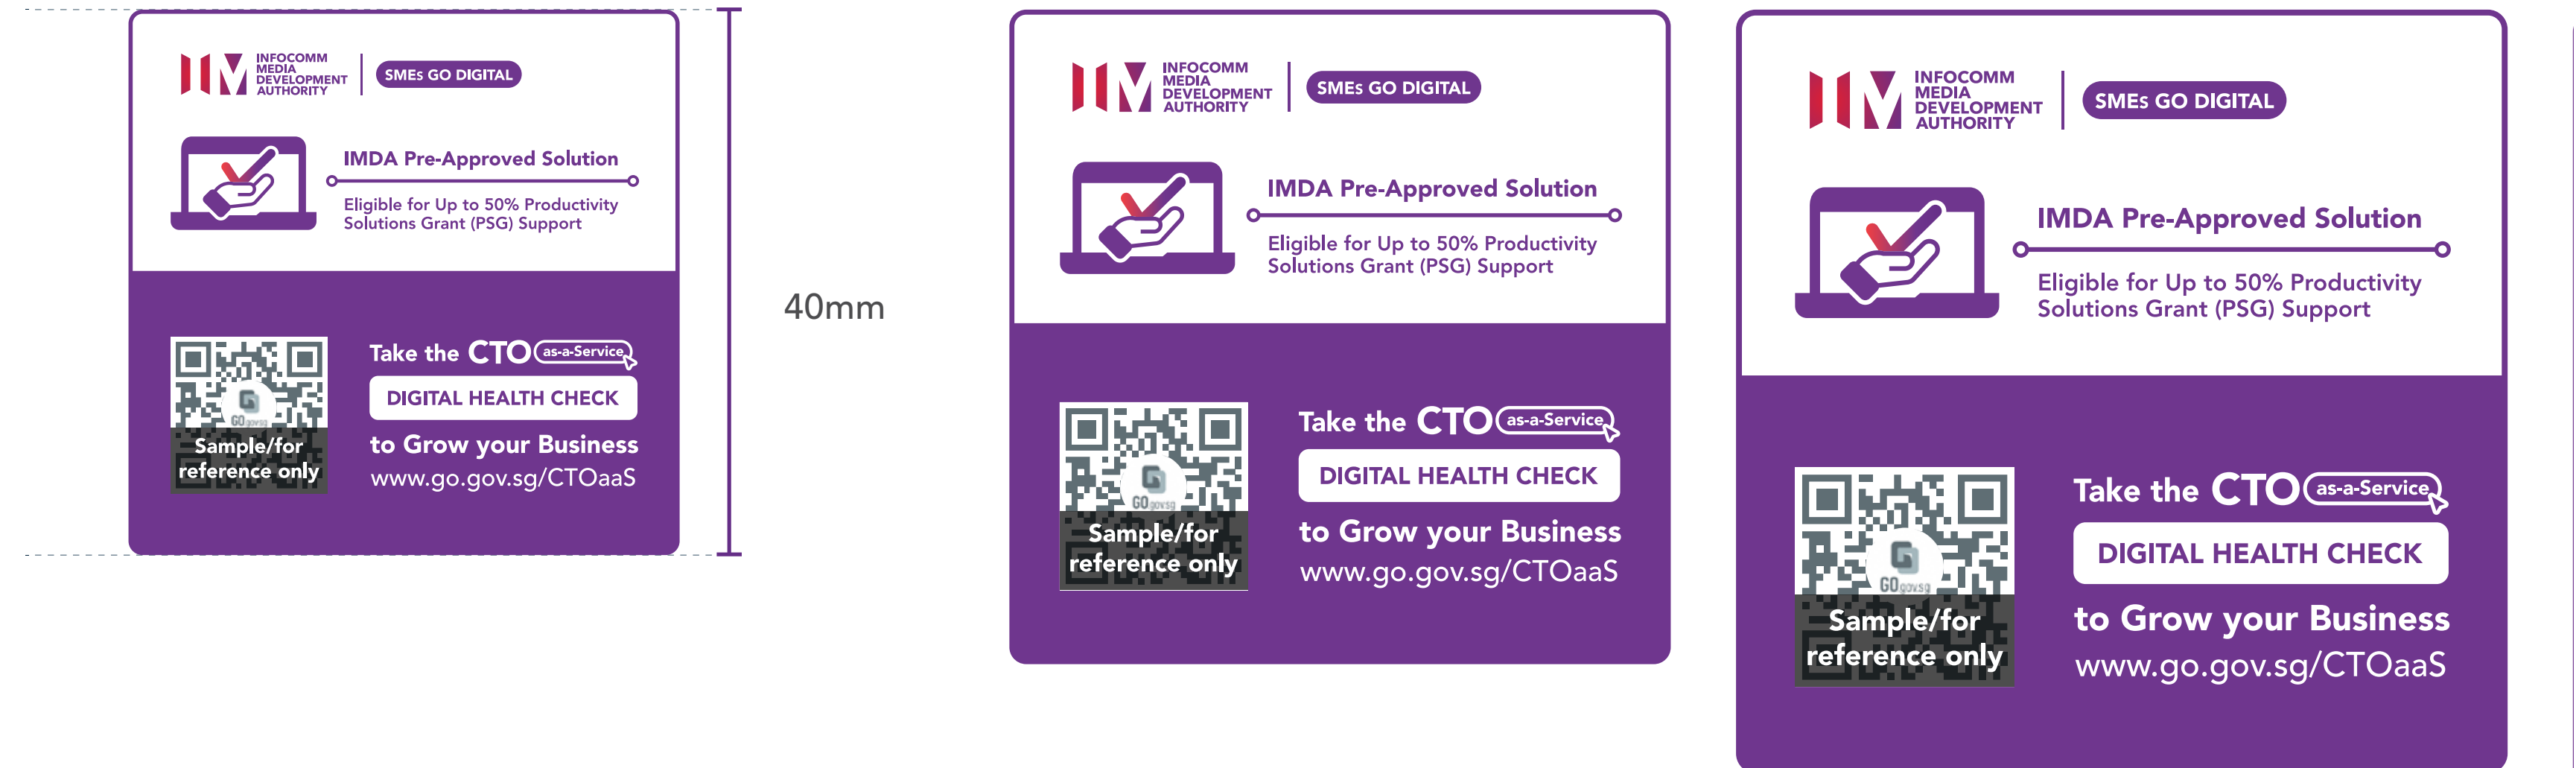 INFOCOMM
MEDIA
DEVELOPMENT
AUTHORITY
SMEs GO DIGITAL
IMDA Pre-Approved Solution
Eligible for Up to 50% Productivity
Solutions Grant (PSG) Support
GOgov.sg
Sample/for
reference only
Take the CTO as-a-Service
DIGITAL HEALTH CHECK
to Grow your Business
www.go.gov.sg/CTOaaS
40mm
INFOCOMM
MEDIA
DEVELOPMENT
AUTHORITY
SMEs GO DIGITAL
IMDA Pre-Approved Solution
Eligible for Up to 50% Productivity
Solutions Grant (PSG) Support
GOgov.sg
Sample/for
reference only
Take the CTO as-a-Service
DIGITAL HEALTH CHECK
to Grow your Business
www.go.gov.sg/CTOaaS
INFOCOMM
MEDIA
DEVELOPMENT
AUTHORITY
SMEs GO DIGITAL
IMDA Pre-Approved Solution
Eligible for Up to 50% Productivity
Solutions Grant (PSG) Support
GOgov.sg
Sample/for
reference only
Take the CTO as-a-Service
DIGITAL HEALTH CHECK
to Grow your Business
www.go.gov.sg/CTOaaS